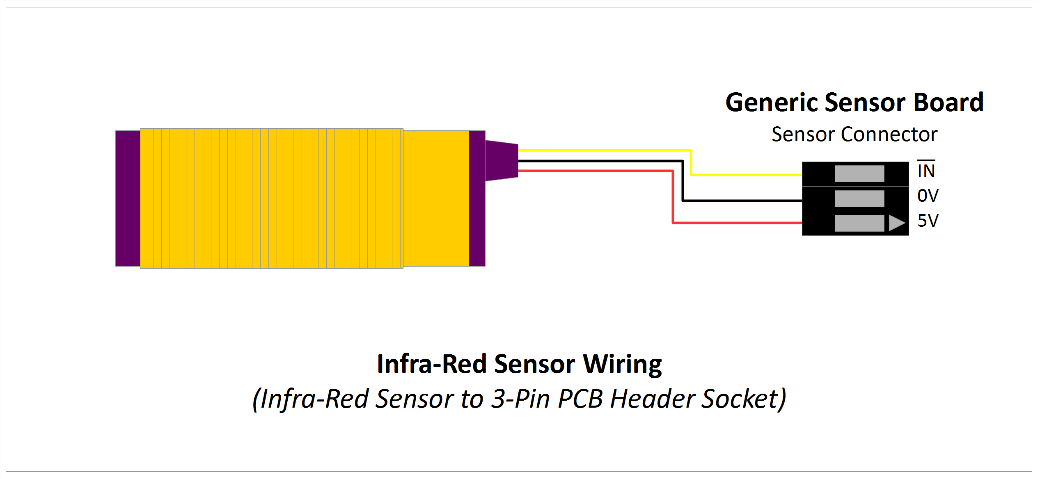 Generic Sensor Board
Sensor Connector
I̅N̅
0V
5V
Infra-Red Sensor Wiring
(Infra-Red Sensor to 3-Pin PCB Header Socket)